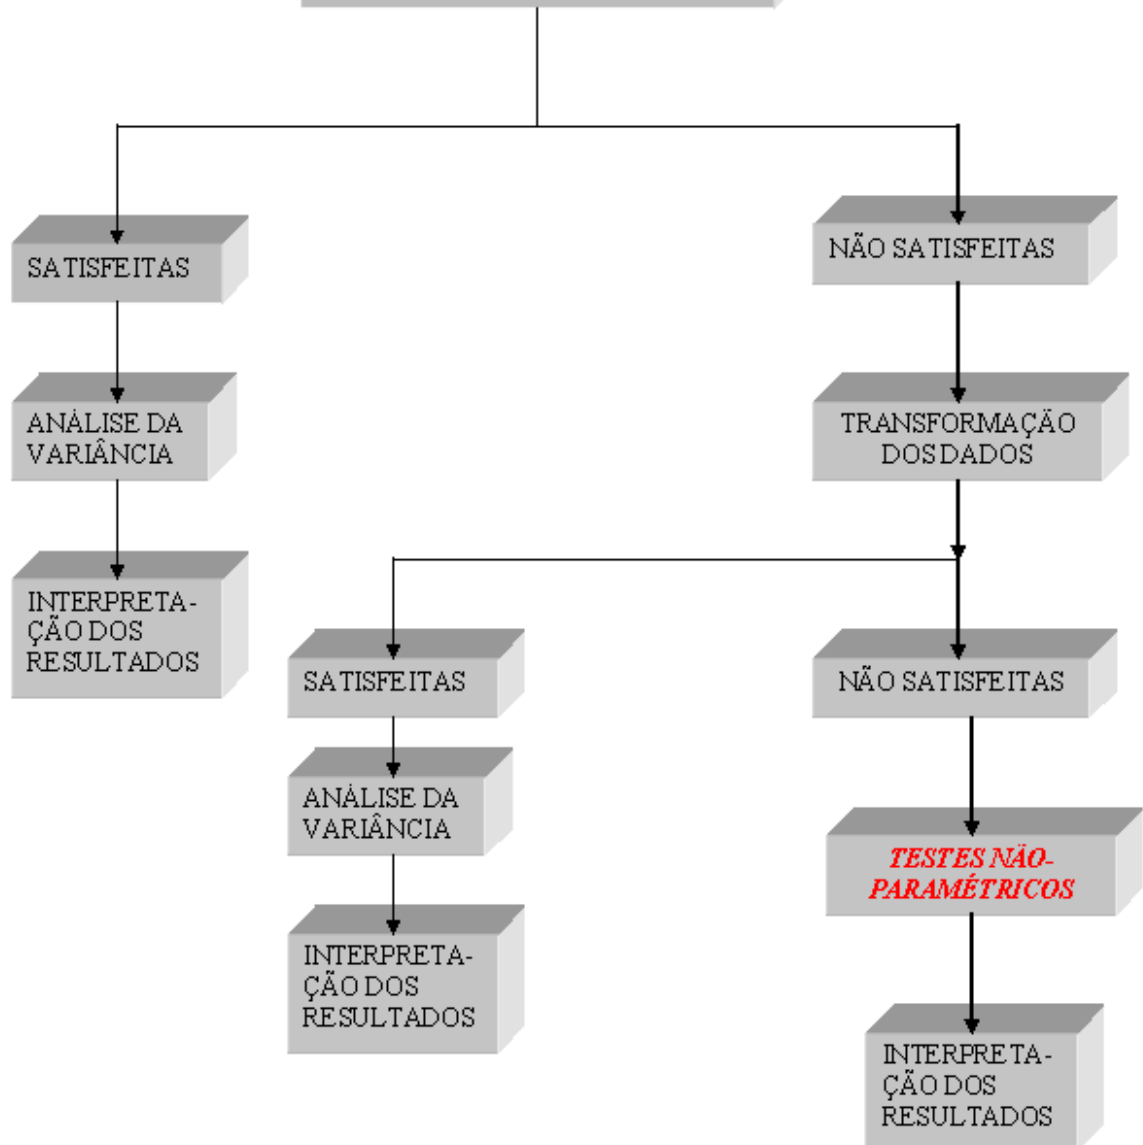 SATISFEITAS
NÃO SATISFEITAS
ANÁLISE DA
VARIÂNCIA
TRANSFORMAÇÃO
DOS DADOS
INTERPRETA-
ÇÃO DOS
RESULTADOS
SATISFEITAS
NÃO SATISFEITAS
ANÁLISE DA
VARIÂNCIA
TESTES NÃO-
PARAMÉTRICOS
INTERPRETA-
ÇÃO DOS
RESULTADOS
INTERPRETA-
ÇÃO DOS
RESULTADOS